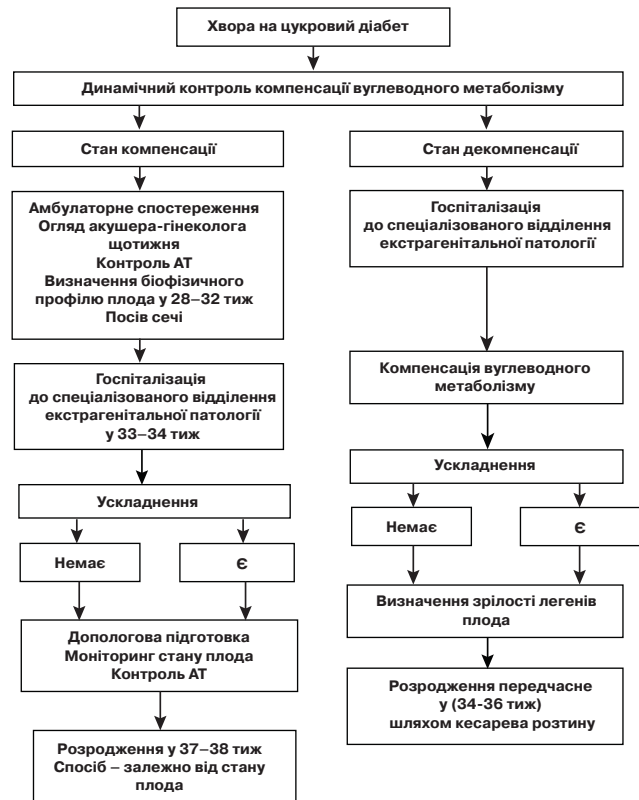 Хвора на цукровий діабет
Динамічний контроль компенсації вуглеводного метаболізму
Стан компенсації
Амбулаторне спостереження
Огляд акушера-гінеколога
щотижня
Контроль АТ
Визначення біофізичного
профілю плода у 28–32 тиж
Посів сечі
Госпіталізація
до спеціалізованого відділення
екстрагенітальної патології
у 33–34 тиж
Ускладнення
Немає
Є
Допологова підготовка
Моніторинг стану плода
Контроль АТ
Розродження у 37–38 тиж
Спосіб – залежно від стану
плода
Стан декомпенсації
Госпіталізація
до спеціалізованого відділення
екстрагенітальної патології
Компенсація вуглеводного
метаболізму
Ускладнення
Немає
Є
Визначення зрілості легенів
плода
Розродження передчасне
у (34-36 тиж)
шляхом кесарева розтину